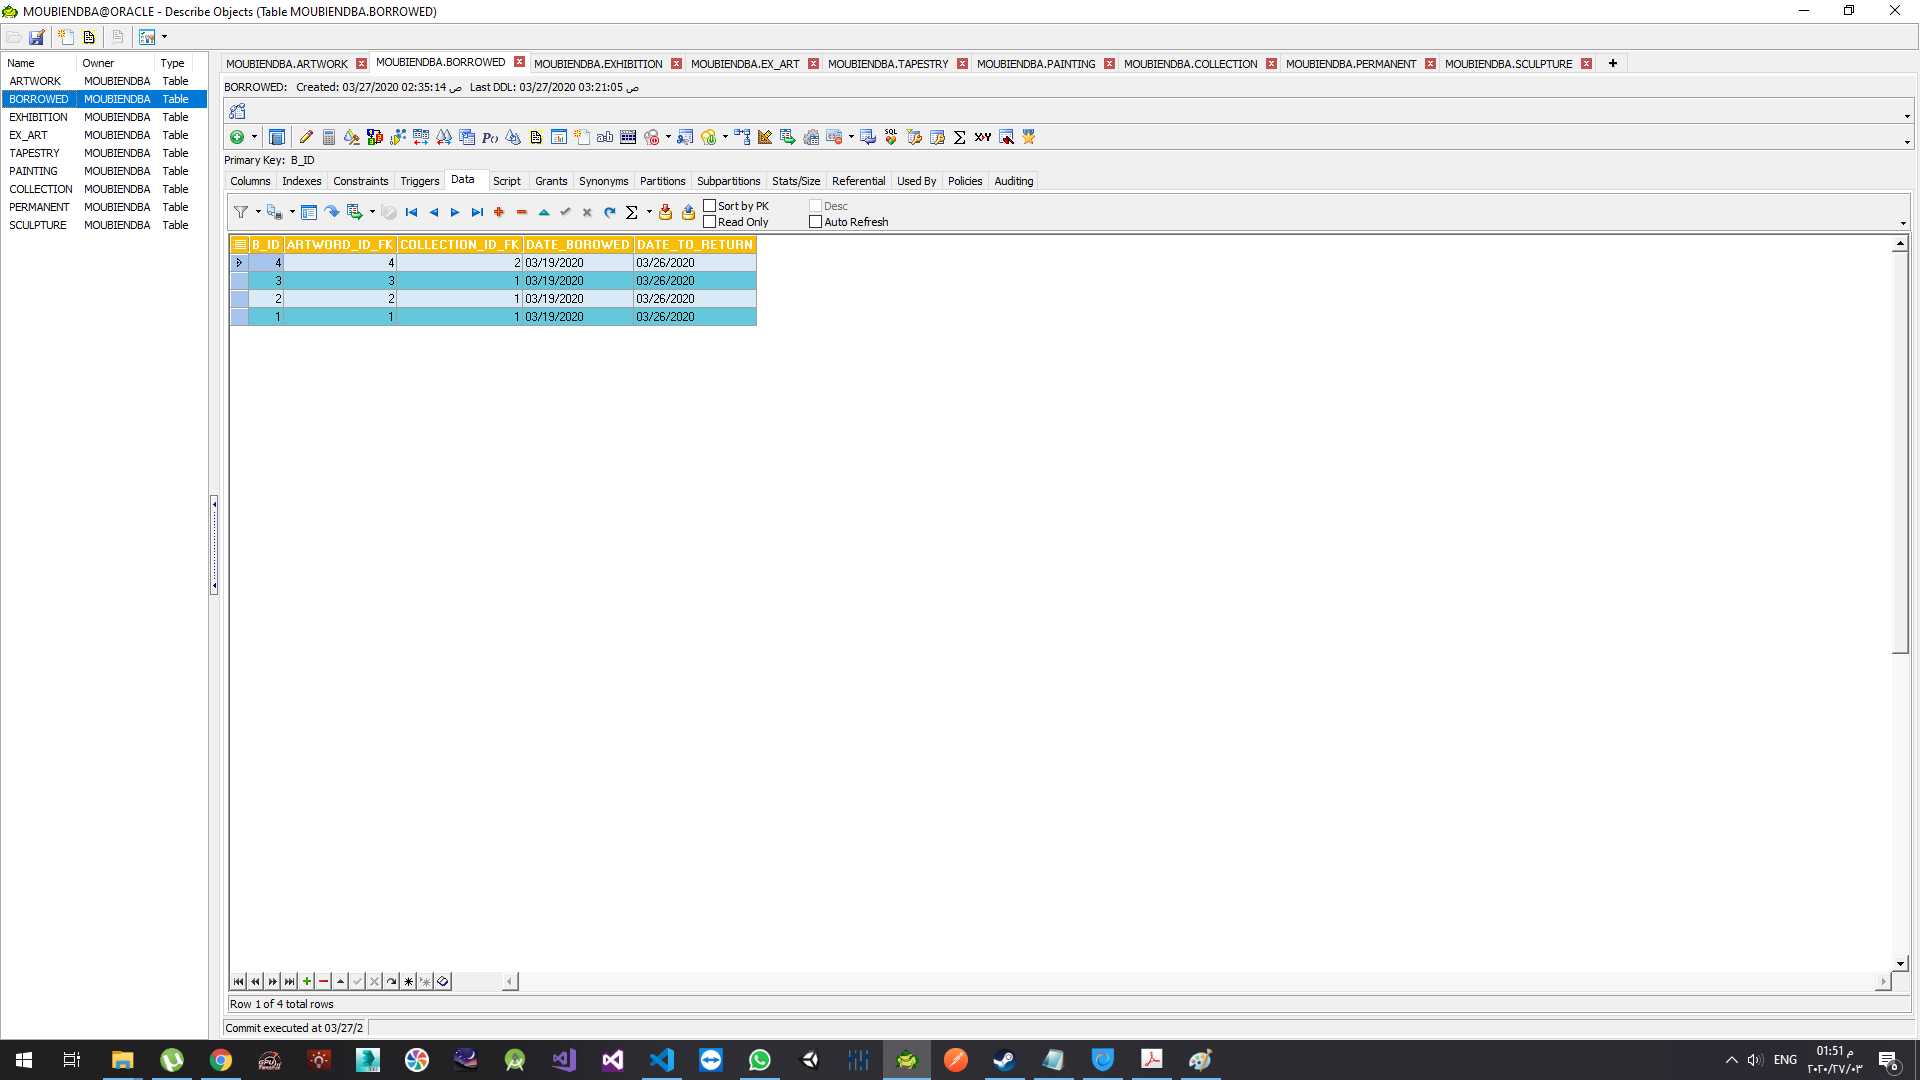 MOUBIENDBA@ORACLE - Describe Objects (Table MOUBIENDBA.BORROWED)
Name Owner Type
ARTWORK MOUBIENDBA Table
BORROWED MOUBIENDBA Table
EXHIBITION MOUBIENDBA Table
EX_ART MOUBIENDBA Table
TAPESTRY MOUBIENDBA Table
PAINTING MOUBIENDBA Table
COLLECTION MOUBIENDBA Table
PERMANENT MOUBIENDBA Table
SCULPTURE MOUBIENDBA Table
MOUBIENDBA.ARTWORK MOUBIENDBA.BORROWED MOUBIENDBA.EXHIBITION MOUBIENDBA.EX_ART MOUBIENDBA.TAPESTRY MOUBIENDBA.PAINTING MOUBIENDBA.COLLECTION MOUBIENDBA.PERMANENT MOUBIENDBA.SCULPTURE
BORROWED: Created: 03/27/2020 02:35:14 ص Last DDL: 03/27/2020 03:21:05 ص
Primary Key: B_ID
Columns Indexes Constraints Triggers Data Script Grants Synonyms Partitions Subpartitions Stats/Size Referential Used By Policies Auditing
Sort by PK Desc
Read Only Auto Refresh
B_ID ARTWORD_ID_FK COLLECTION_ID_FK DATE_BOROWED DATE_TO_RETURN
4 4 2 03/19/2020 03/26/2020
3 3 1 03/19/2020 03/26/2020
2 2 1 03/19/2020 03/26/2020
1 1 1 03/19/2020 03/26/2020
Row 1 of 4 total rows
Commit executed at 03/27/2
ENG
01:51 م
٢٠٢٠/٢٧/٠٣